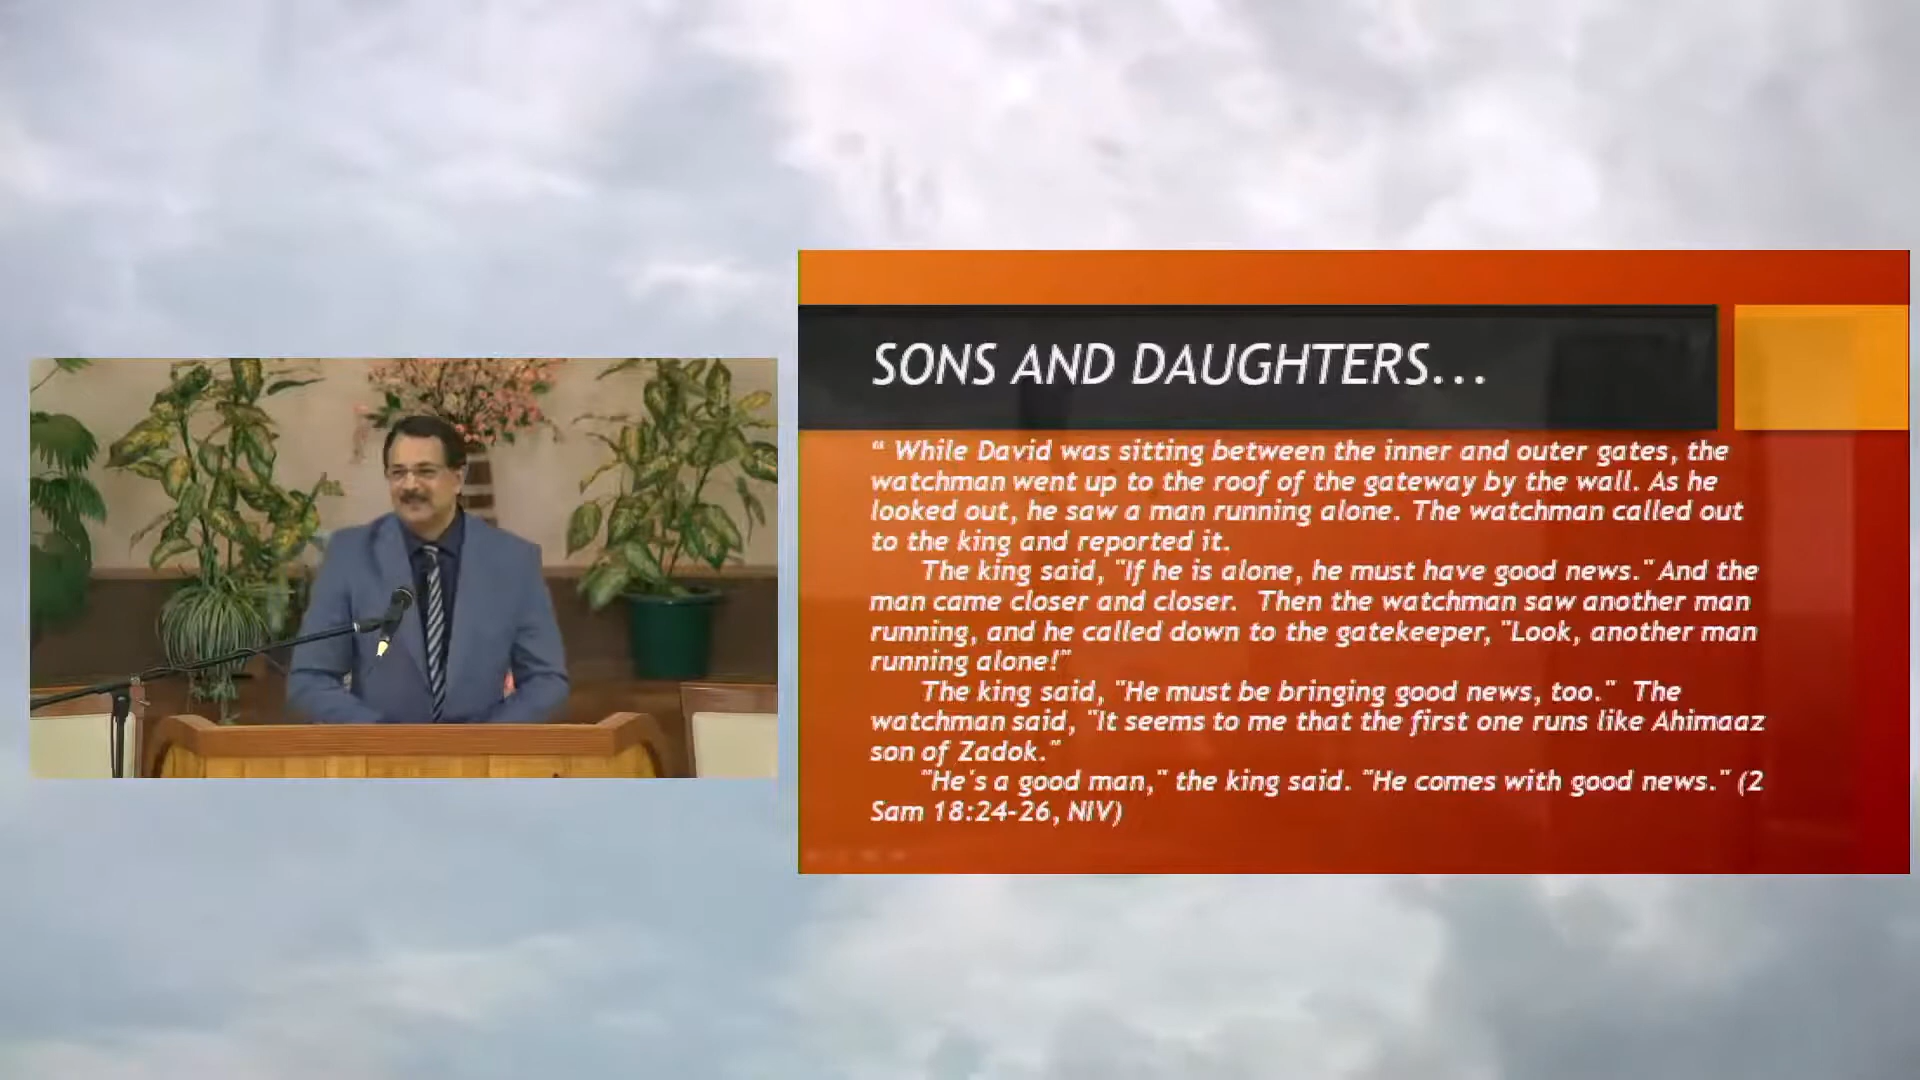 SONS AND DAUGHTERS...
“ While David was sitting between the inner and outer gates, the
watchman went up to the roof of the gateway by the wall. As he
looked out, he saw a man running alone. The watchman called out
to the king and reported it.
The king said, "If he is alone, he must have good news." And the
man came closer and closer. Then the watchman saw another man
running, and he called down to the gatekeeper, "Look, another man
running alone!"
The king said, "He must be bringing good news, too." The
watchman said, "It seems to me that the first one runs like Ahimaaz
son of Zadok."
"He's a good man," the king said. "He comes with good news." (2
Sam 18:24-26, NIV)